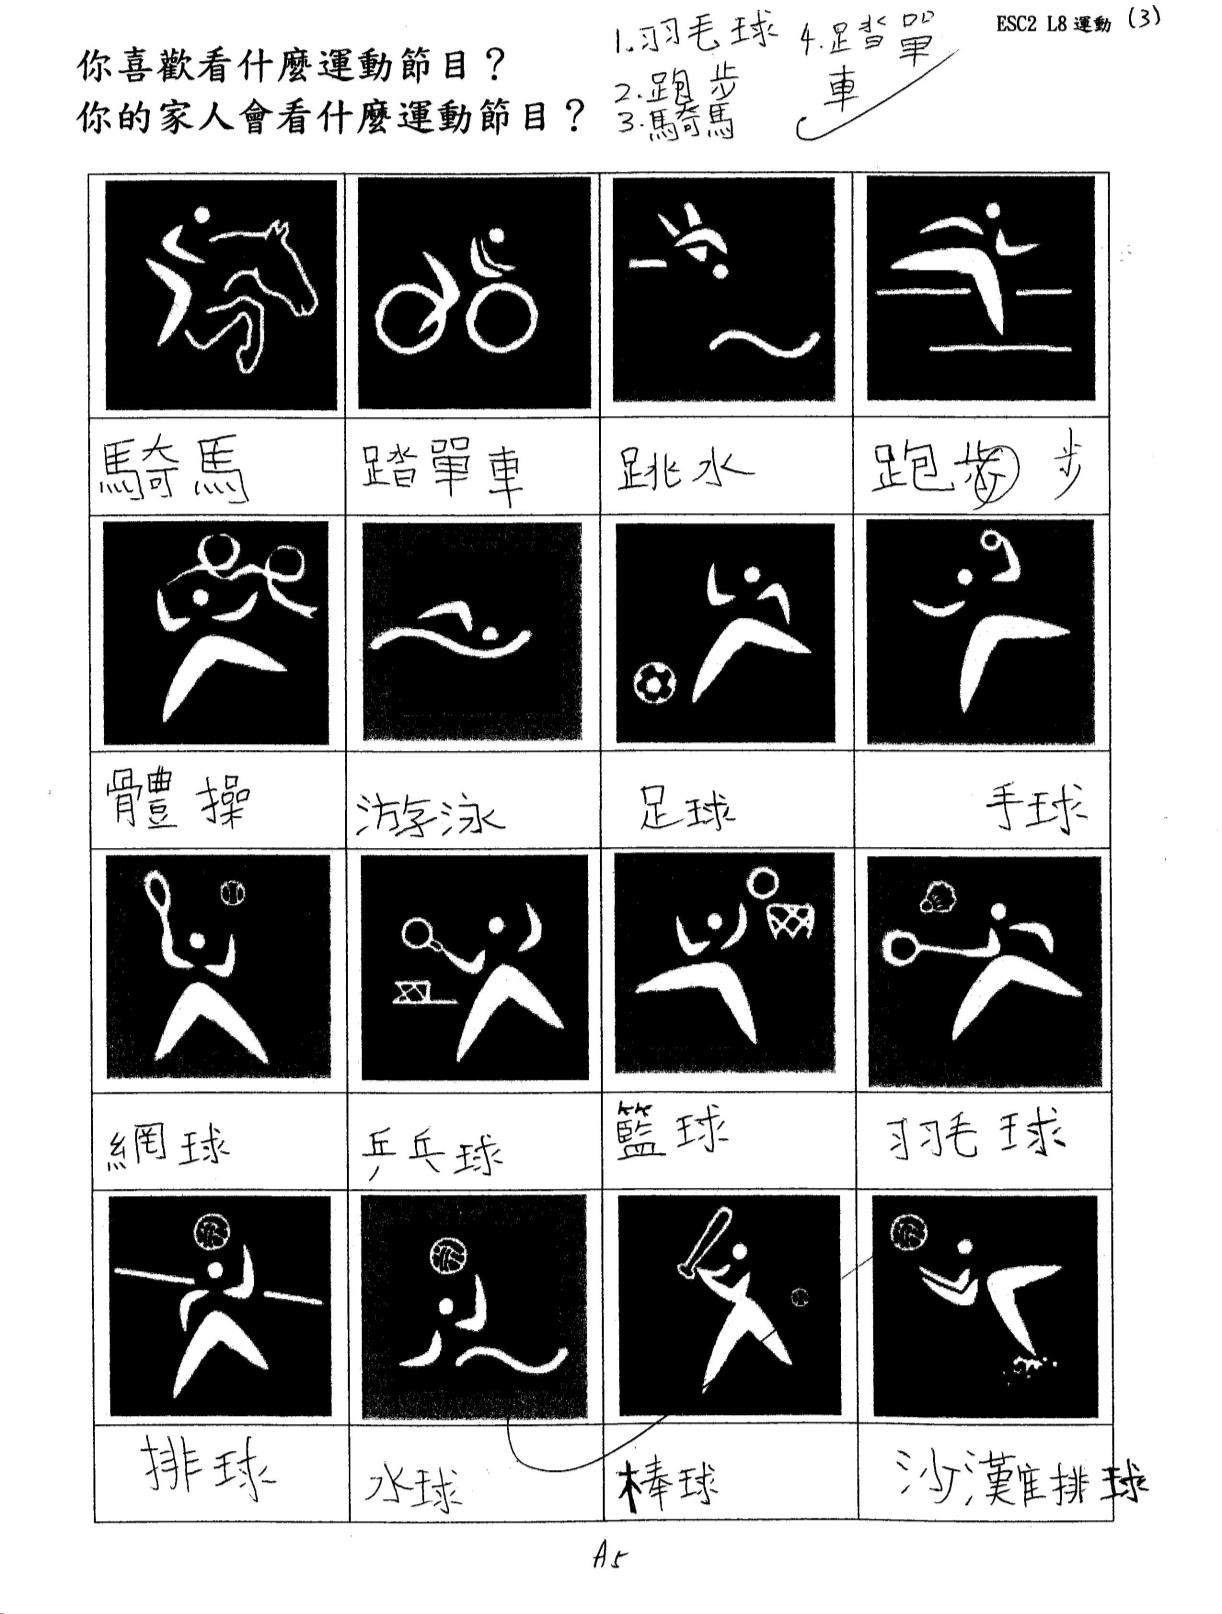 ESC2 L8 運動 (3)
你喜歡看什麼運動節目？
你的家人會看什麼運動節目？
1. 羽毛球
2. 跑步
3. 騎馬
4. 踏單
車
騎馬 踏單車 跳水 跑步 步
體操 游泳 足球 手球
網球 乒乓球 籃球 羽毛球
排球 水球 棒球 沙灘排球
A5